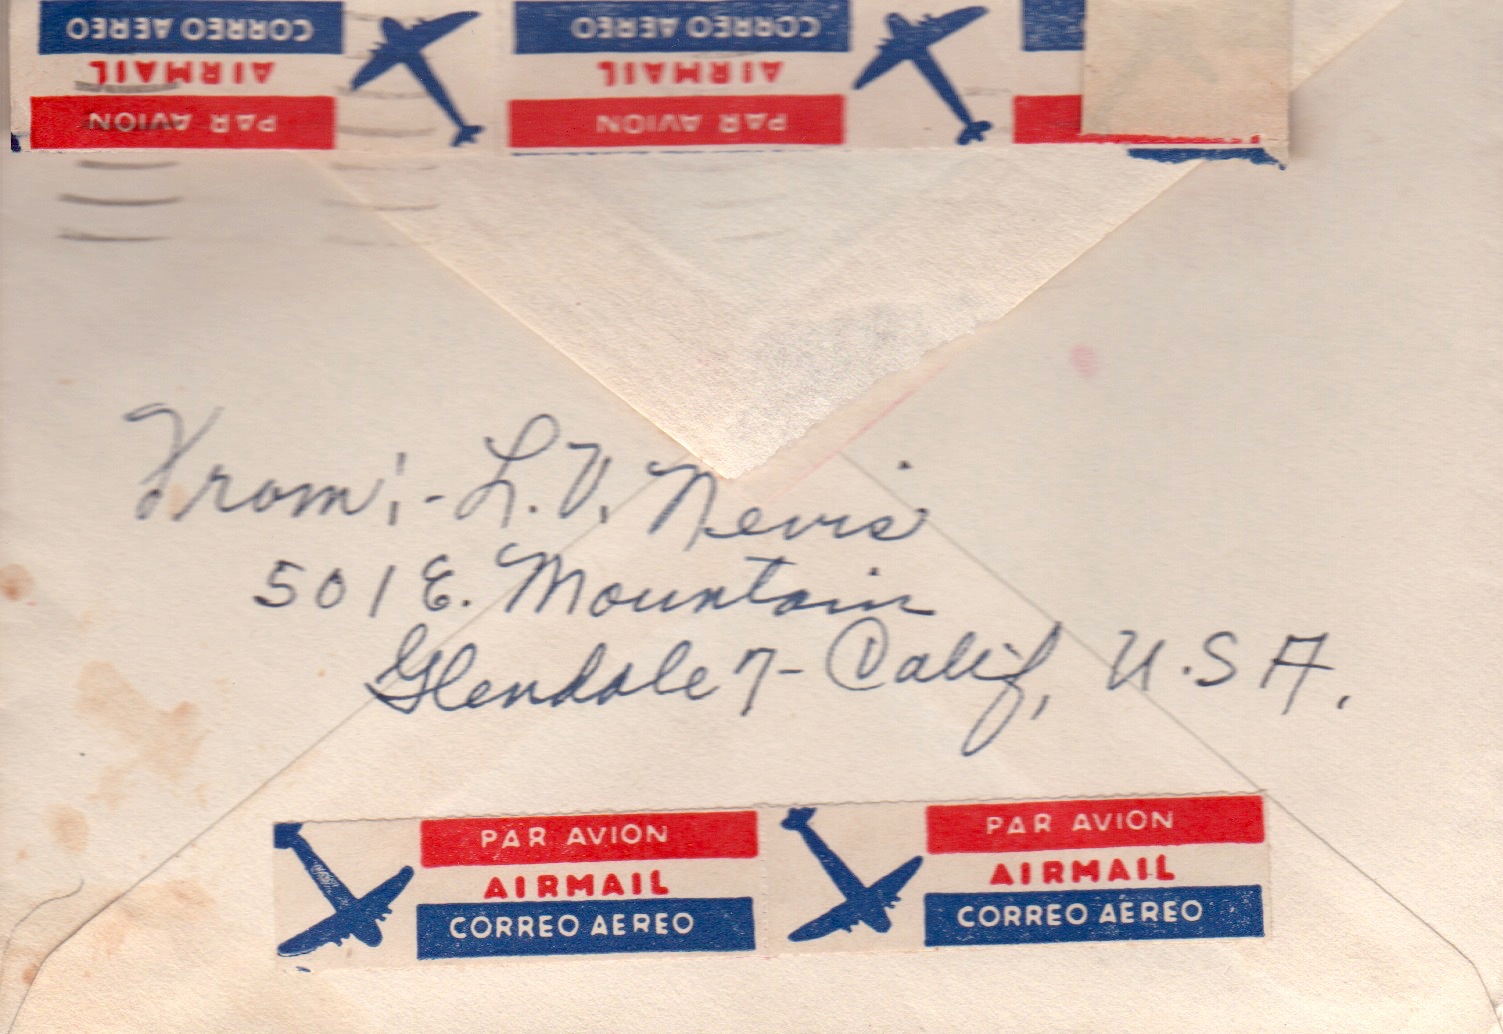 CORREO AEREO CORREO AEREO
AIRMAIL AIRMAIL
PAR AVION PAR AVION
From:- L.V. Nevis
501 E. Mountain
Glendale 7- Calif, U.S.A.
PAR AVION PAR AVION
AIRMAIL AIRMAIL
CORREO AEREO CORREO AEREO